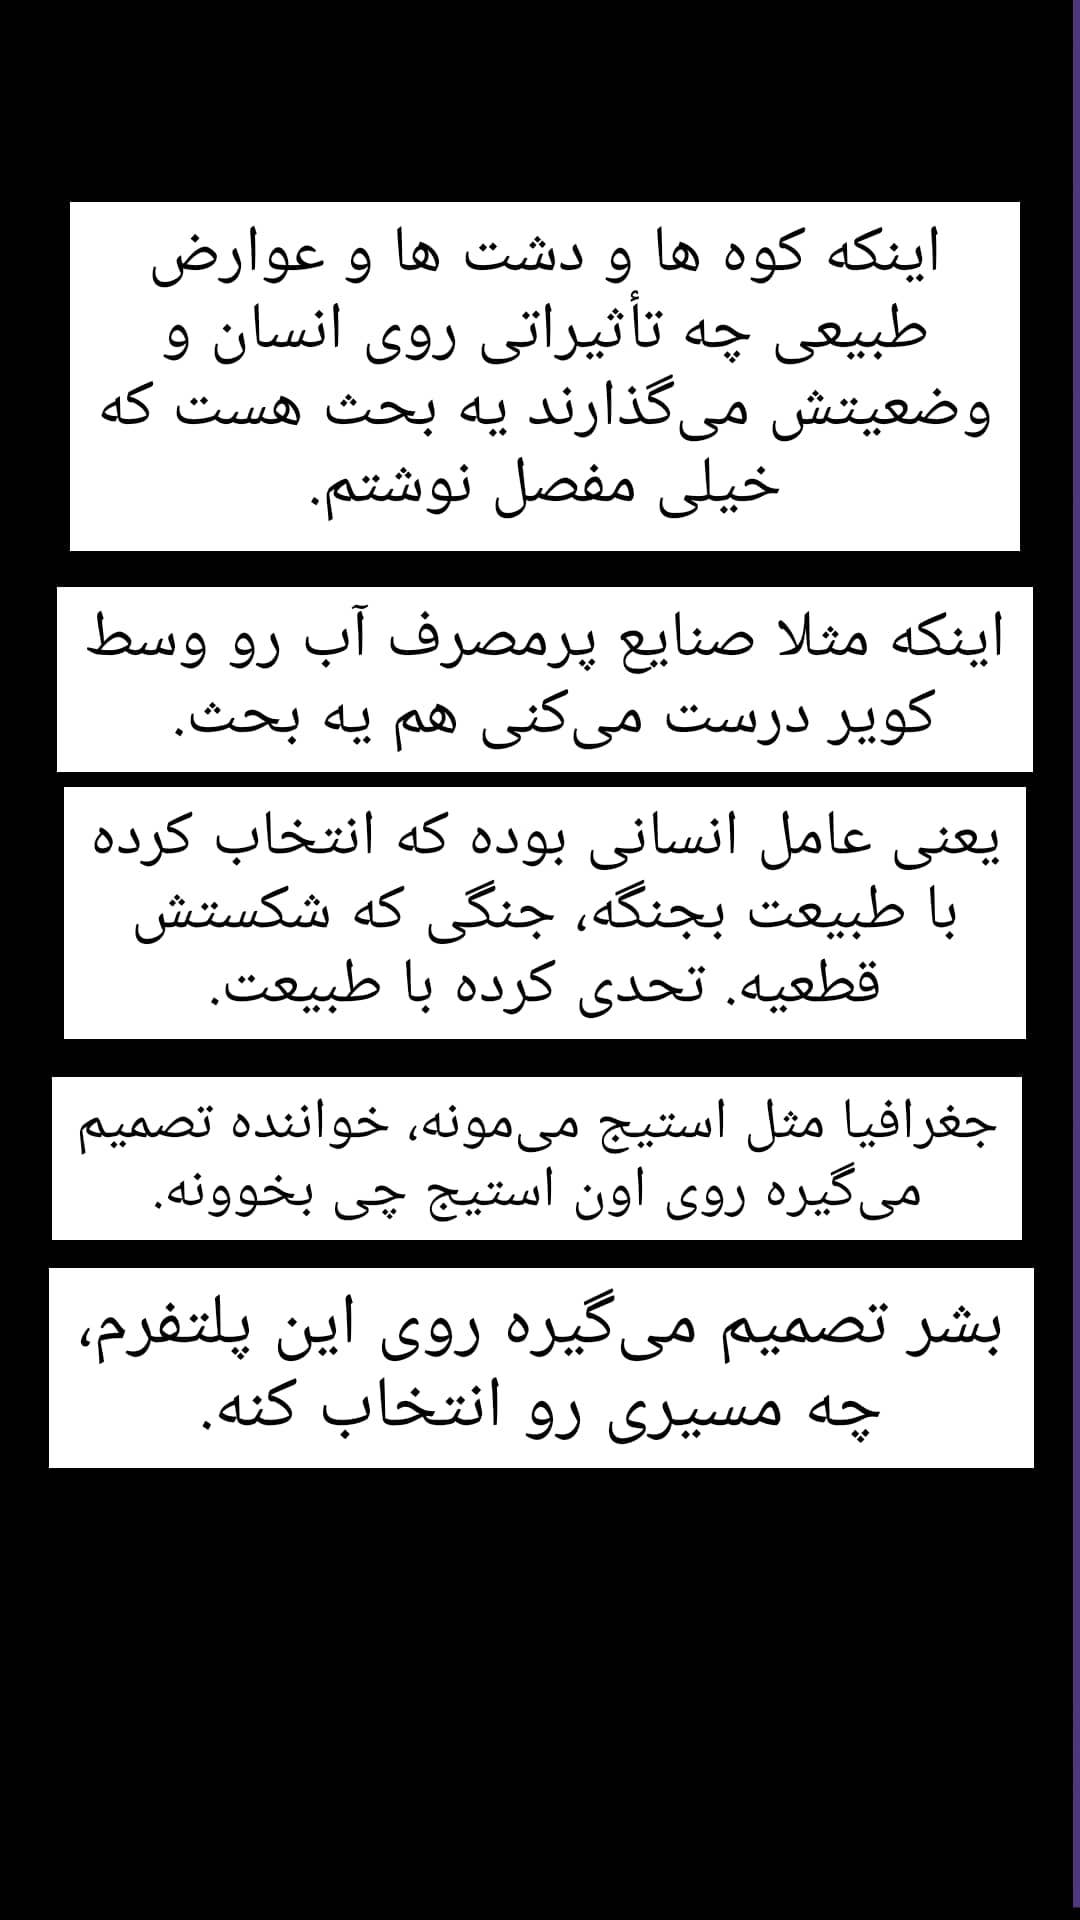 اینکه کوه ها و دشت ها و عوارض
طبیعی چه تأثیراتی روی انسان و
وضعیتش می‌گذارند یه بحث هست که
خیلی مفصل نوشتم.
اینکه مثلا صنایع پرمصرف آب رو وسط
کویر درست می‌کنی هم یه بحث.
یعنی عامل انسانی بوده که انتخاب کرده
با طبیعت بجنگه، جنگی که شکستش
قطعیه. تحدی کرده با طبیعت.
جغرافیا مثل استیج می‌مونه، خواننده تصمیم
می‌گیره روی اون استیج چی بخوونه.
بشر تصمیم می‌گیره روی این پلتفرم،
چه مسیری رو انتخاب کنه.